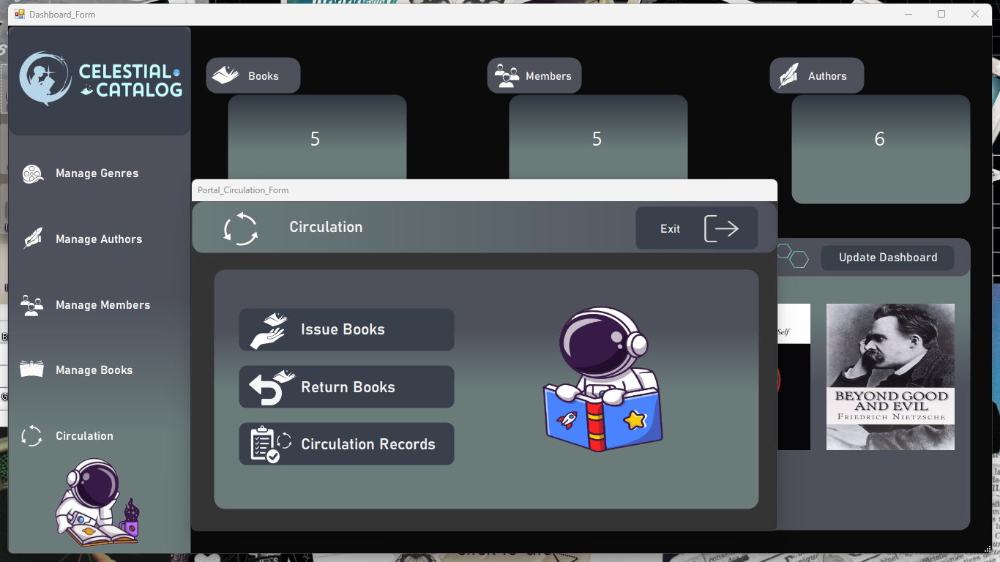 Dashboard_Form
CELESTIAL
CATALOG
Books
Members
Authors
5
5
6
Manage Genres
Manage Authors
Manage Members
Manage Books
Circulation
Portal_Circulation_Form
Circulation
Exit
Issue Books
Return Books
Circulation Records
Update Dashboard
Self
BEYOND GOOD
AND EVIL
FRIEDRICH NIETZSCHE